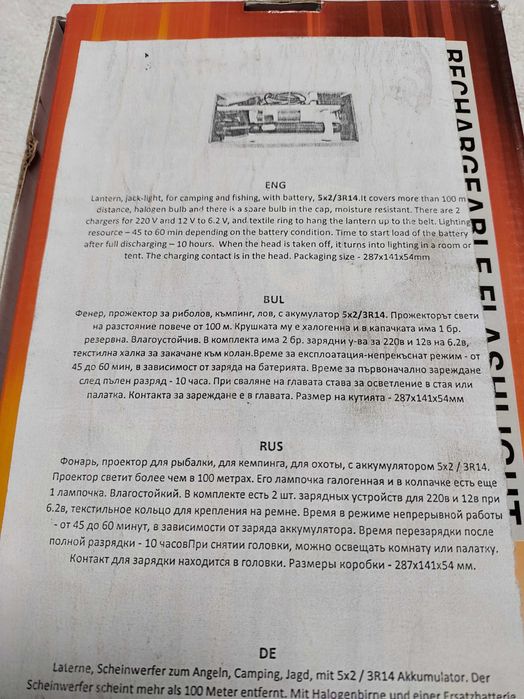 RECHARGEABLE FLASHLIGHT
ENG
Lantern, jack-light, for camping and fishing, with battery, 5x2/3R14.It covers more than 100 m
distance, halogen bulb and there is a spare bulb in the cap, moisture resistant. There are 2
chargers for 220 V and 12 V to 6.2 V, and textile ring to hang the lantern up to the belt. Lighting
resource – 45 to 60 min depending on the battery condition. Time to start load of the battery
after full discharging – 10 hours. When the head is taken off, it turns into lighting in a room or
tent. The charging contact is in the head. Packaging size - 287x141x54mm
BUL
Фенер, прожектор за риболов, къмпинг, лов, с акумулатор 5x2/3R14. Прожекторът свети
на разстояние повече от 100 м. Крушката му е халогенна и в капачката има 1 бр.
резервна. Влагоустойчив. В комплекта има 2 бр. зарядни у-ва за 220в и 12в на 6.2в,
текстилна халка за закачане към колан.Време за експлоатация-непрекъснат режим - от
45 до 60 мин, в зависимост от заряда на батерията. Време за първоначално зареждане
след пълен разряд - 10 часа. При сваляне на главата става за осветление в стая или
палатка. Контакта за зареждане е в главата. Размер на кутията - 287x141x54мм
RUS
Фонарь, проектор для рыбалки, для кемпинга, для охоты, с аккумулятором 5x2 / 3R14.
Проектор светит более чем в 100 метрах. Его лампочка галогенная и в колпачке есть еще
1 лампочка. Влагостойкий. В комплекте есть 2 шт. зарядных устройств для 220в и 12в при
6.2в, текстильное кольцо для крепления на ремне. Время в режиме непрерывной работы
- от 45 до 60 минут, в зависимости от заряда аккумулятора. Время перезарядки после
полной разрядки - 10 часовПри снятии головки, можно освещать комнату или палатку.
Контакт для зарядки находится в головке. Размеры коробки - 287x141x54 мм.
DE
Laterne, Scheinwerfer zum Angeln, Camping, Jagd, mit 5x2 / 3R14 Akkumulator. Der
Scheinwerfer scheint mehr als 100 Meter entfernt. Mit Halogenbirne und einer Ersatzbatterie